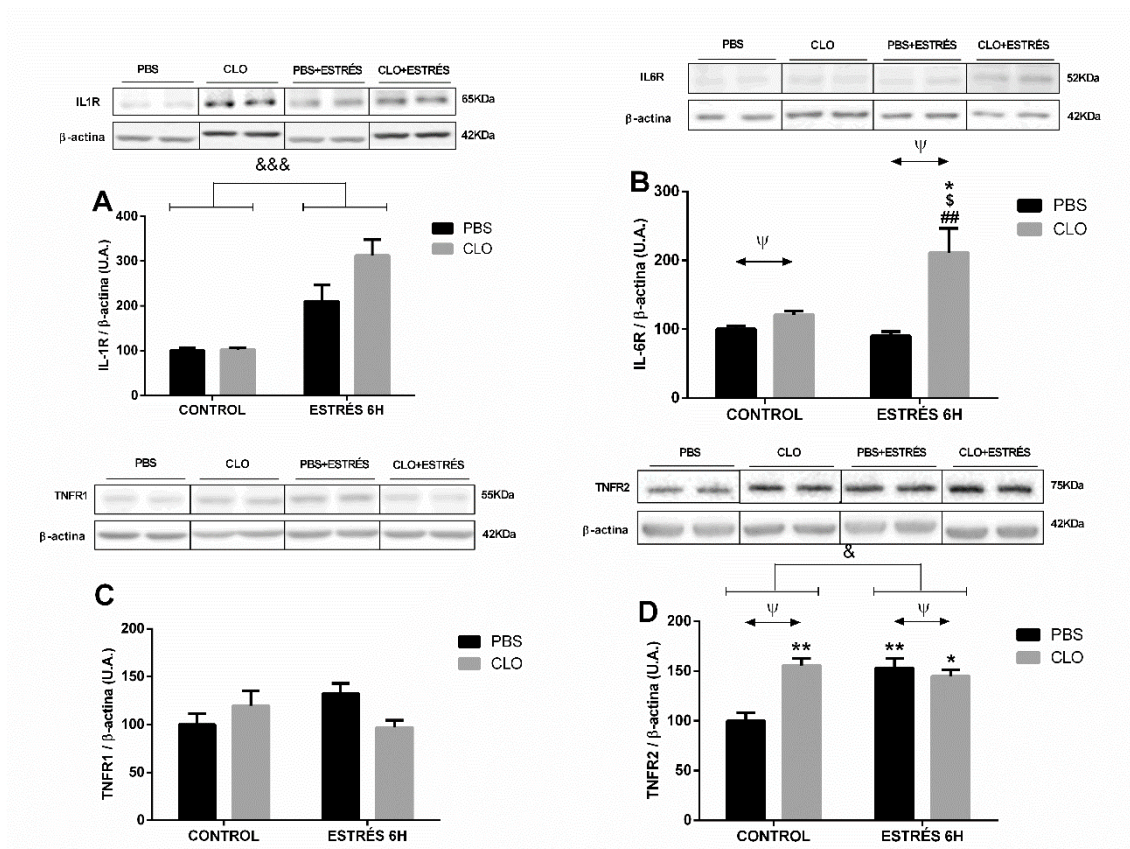 PBS CLO PBS+ESTRÉS CLO+ESTRÉS
IL1R 65KDa
β-actina 42KDa
&&&
A
400
300
200
100
0
IL-1R / β-actina (U.A.)
CONTROL ESTRÉS 6H
PBS
CLO
PBS CLO PBS+ESTRÉS CLO+ESTRÉS
IL6R 52KDa
β-actina 42KDa
ψ
B
300
200
100
0
IL-6R / β-actina (U.A.)
ψ
*
$
##
CONTROL ESTRÉS 6H
PBS
CLO
PBS CLO PBS+ESTRÉS CLO+ESTRÉS
TNFR1 55KDa
β-actina 42KDa
C
200
150
100
50
0
TNFR1 / β-actina (U.A.)
CONTROL ESTRÉS 6H
PBS
CLO
PBS CLO PBS+ESTRÉS CLO+ESTRÉS
TNFR2 75KDa
β-actina 42KDa
&
D
ψ ψ
** ** *
200
150
100
50
0
TNFR2 / β-actina (U.A.)
CONTROL ESTRÉS 6H
PBS
CLO